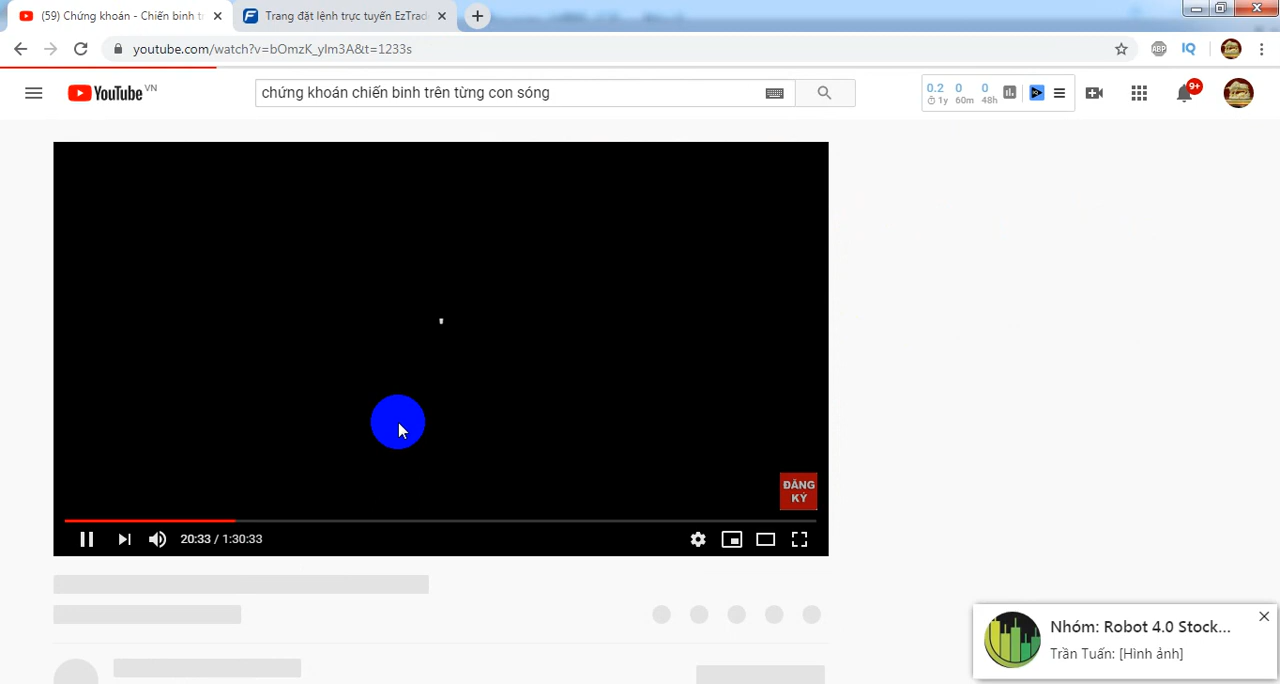 (59) Chứng khoán - Chiến binh tr
Trang đặt lệnh trực tuyến EzTrad
youtube.com/watch?v=bOmzK_ylm3A&t=1233s
ABP
IQ
YouTube VN
chứng khoán chiến binh trên từng con sóng
0.2 0 0
1y 60m 48h
9+
ĐĂNG
KÝ
20:33 / 1:30:33
Nhóm: Robot 4.0 Stock...
Trần Tuấn: [Hình ảnh]